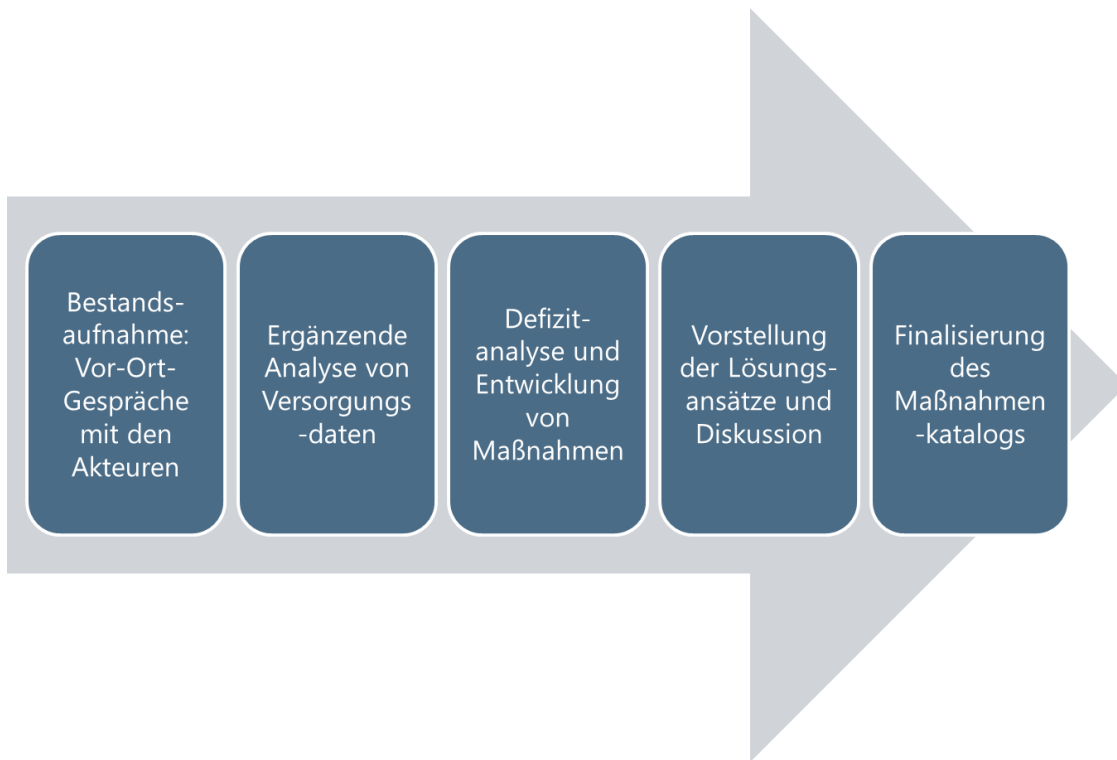 Bestands-
aufnahme:
Vor-Ort-
Gespräche
mit den
Akteuren
Ergänzende
Analyse von
Versorgungs
-daten
Defizit-
analyse und
Entwicklung
von
Maßnahmen
Vorstellung
der Lösungs-
ansätze und
Diskussion
Finalisierung
des
Maßnahmen
-katalogs